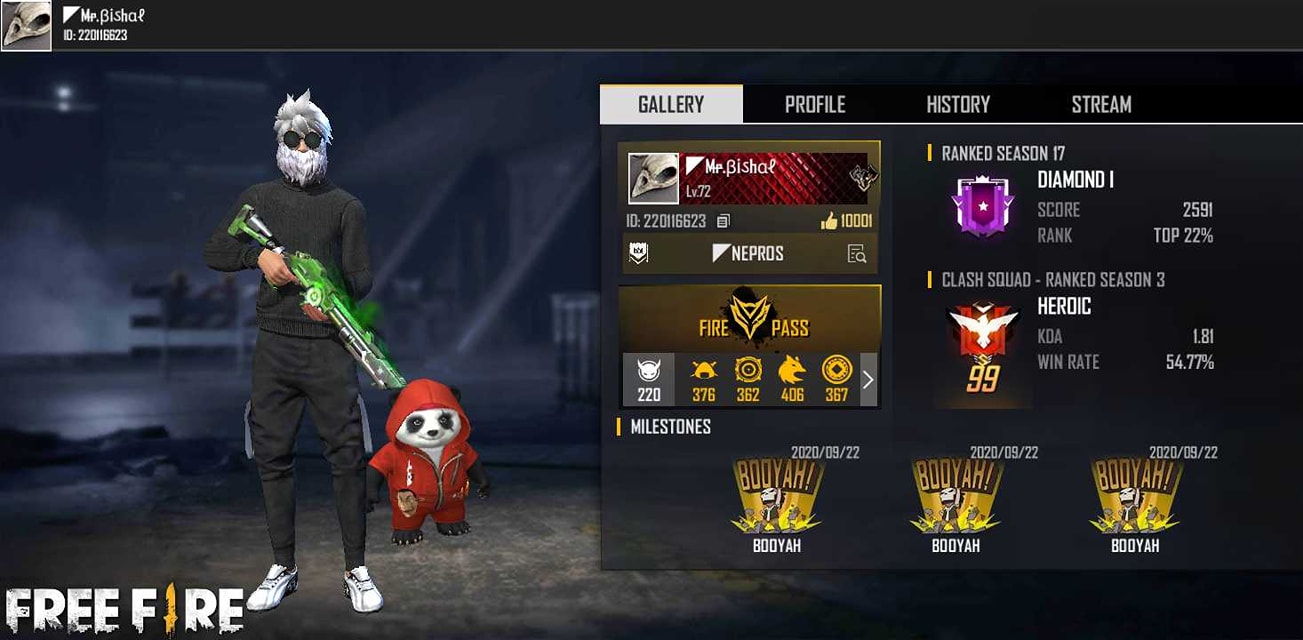 Mr.βishal
ID: 220116623
GALLERY
PROFILE
HISTORY
STREAM
Mr.βishal
Lv.72
ID: 220116623
10001
NEPROS
FIRE PASS
220
376
362
406
367
MILESTONES
RANKED SEASON 17
DIAMOND I
SCORE 2591
RANK TOP 22%
CLASH SQUAD - RANKED SEASON 3
HEROIC
KDA 1.81
WIN RATE 54.77%
99
2020/09/22
BOOYAH!
BOOYAH
2020/09/22
BOOYAH!
BOOYAH
2020/09/22
BOOYAH!
BOOYAH
FREE FIRE